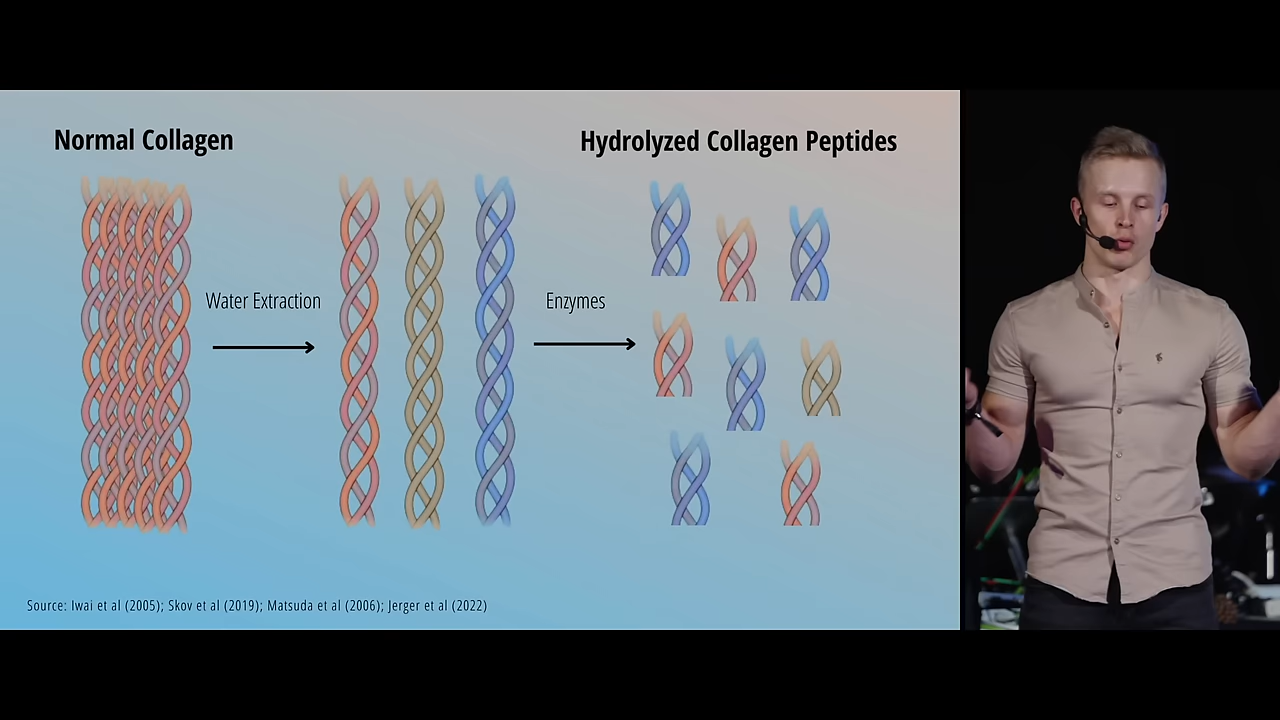 Normal Collagen
Hydrolyzed Collagen Peptides
Water Extraction
Enzymes
Source: Iwai et al (2005); Skov et al (2019); Matsuda et al (2006); Jerger et al (2022)